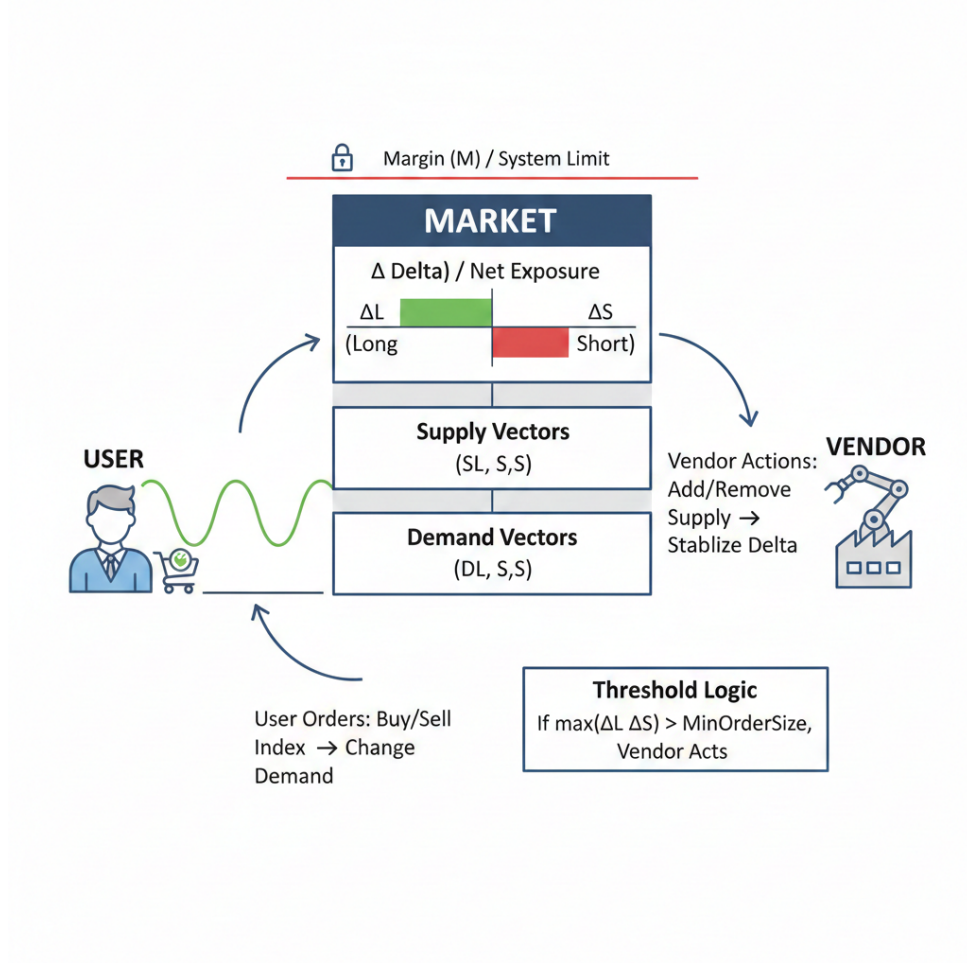 Margin (M) / System Limit
MARKET
Δ Delta) / Net Exposure
ΔL
ΔS
(Long
Short)
Supply Vectors
(SL, S,S)
Demand Vectors
(DL, S,S)
USER
VENDOR
Vendor Actions:
Add/Remove
Supply →
Stablize Delta
User Orders: Buy/Sell
Index → Change
Demand
Threshold Logic
If max(ΔL ΔS) > MinOrderSize,
Vendor Acts